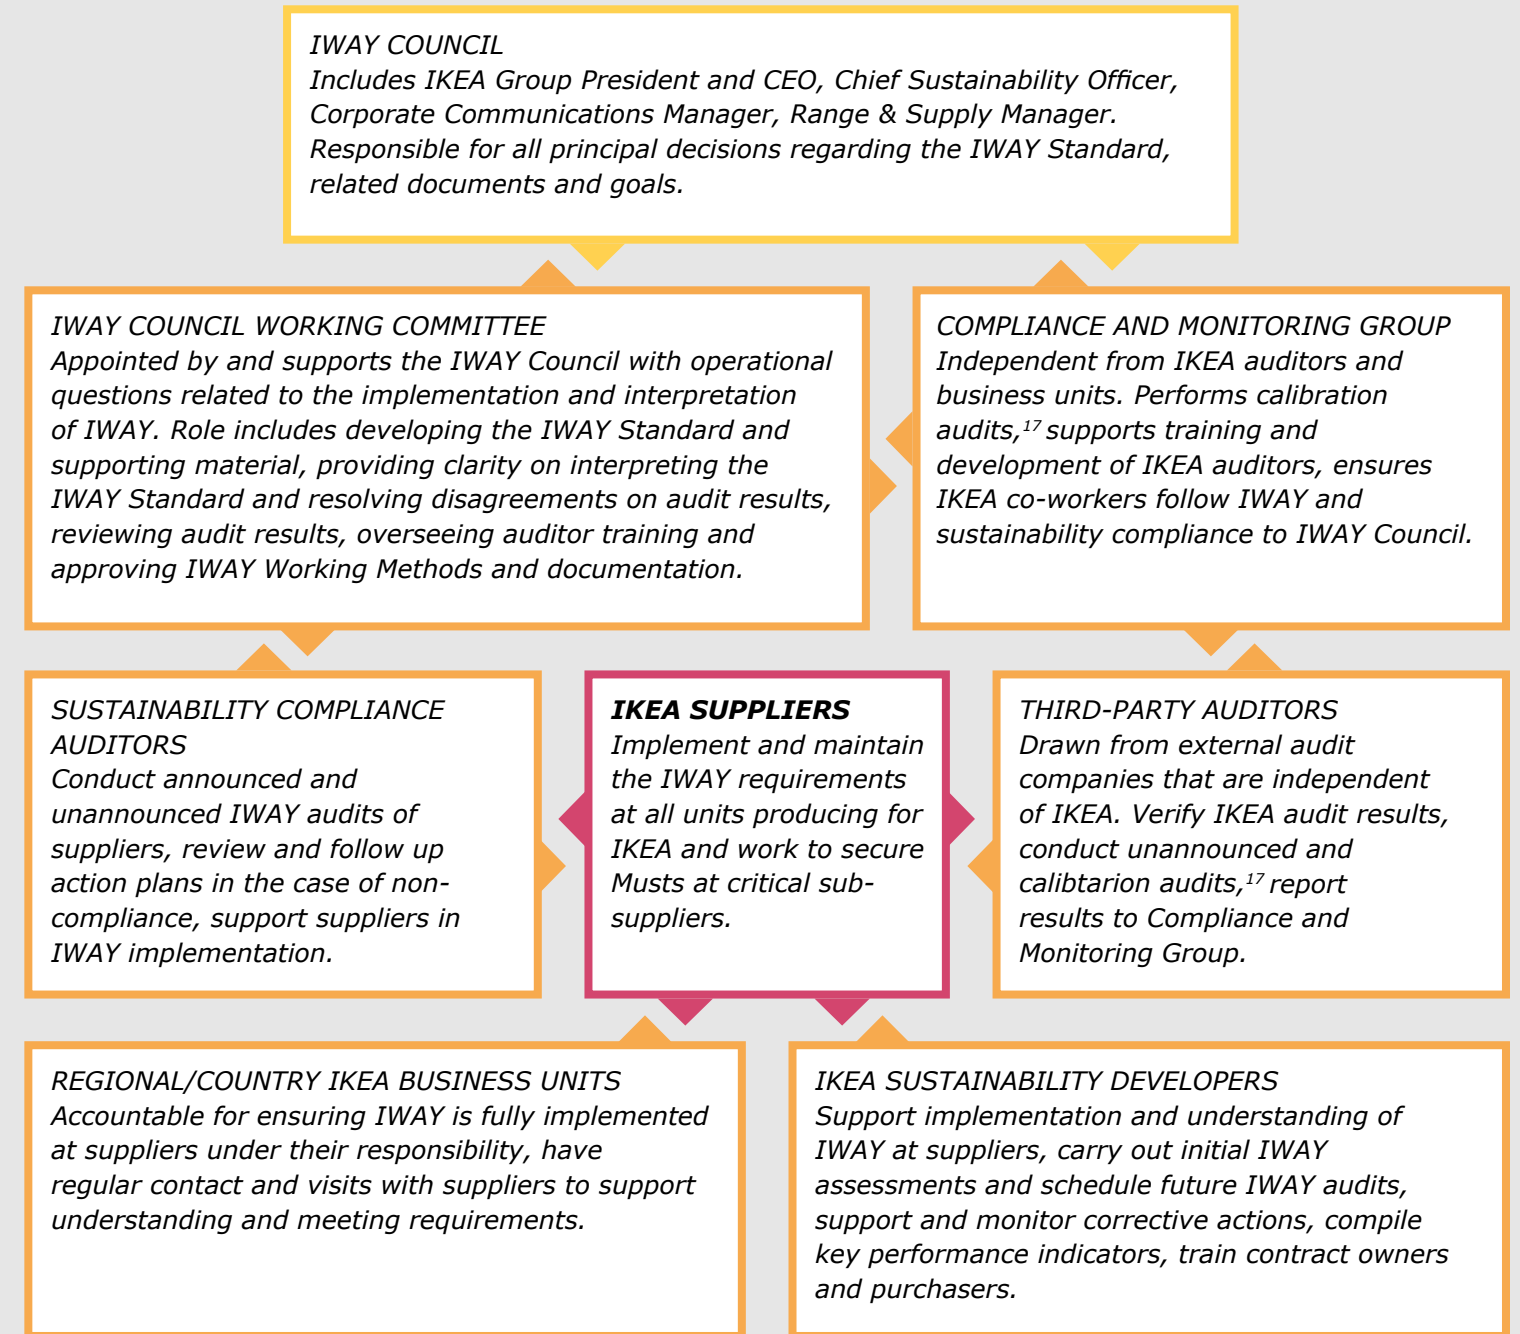 IWAY COUNCIL
Includes IKEA Group President and CEO, Chief Sustainability Officer,
Corporate Communications Manager, Range & Supply Manager.
Responsible for all principal decisions regarding the IWAY Standard,
related documents and goals.
IWAY COUNCIL WORKING COMMITTEE
Appointed by and supports the IWAY Council with operational
questions related to the implementation and interpretation
of IWAY. Role includes developing the IWAY Standard and
supporting material, providing clarity on interpreting the
IWAY Standard and resolving disagreements on audit results,
reviewing audit results, overseeing auditor training and
approving IWAY Working Methods and documentation.
COMPLIANCE AND MONITORING GROUP
Independent from IKEA auditors and
business units. Performs calibration
audits,17 supports training and
development of IKEA auditors, ensures
IKEA co-workers follow IWAY and
sustainability compliance to IWAY Council.
SUSTAINABILITY COMPLIANCE
AUDITORS
Conduct announced and
unannounced IWAY audits of
suppliers, review and follow up
action plans in the case of non-
compliance, support suppliers in
IWAY implementation.
IKEA SUPPLIERS
Implement and maintain
the IWAY requirements
at all units producing for
IKEA and work to secure
Musts at critical sub-
suppliers.
THIRD-PARTY AUDITORS
Drawn from external audit
companies that are independent
of IKEA. Verify IKEA audit results,
conduct unannounced and
calibtarion audits,17 report
results to Compliance and
Monitoring Group.
REGIONAL/COUNTRY IKEA BUSINESS UNITS
Accountable for ensuring IWAY is fully implemented
at suppliers under their responsibility, have
regular contact and visits with suppliers to support
understanding and meeting requirements.
IKEA SUSTAINABILITY DEVELOPERS
Support implementation and understanding of
IWAY at suppliers, carry out initial IWAY
assessments and schedule future IWAY audits,
support and monitor corrective actions, compile
key performance indicators, train contract owners
and purchasers.